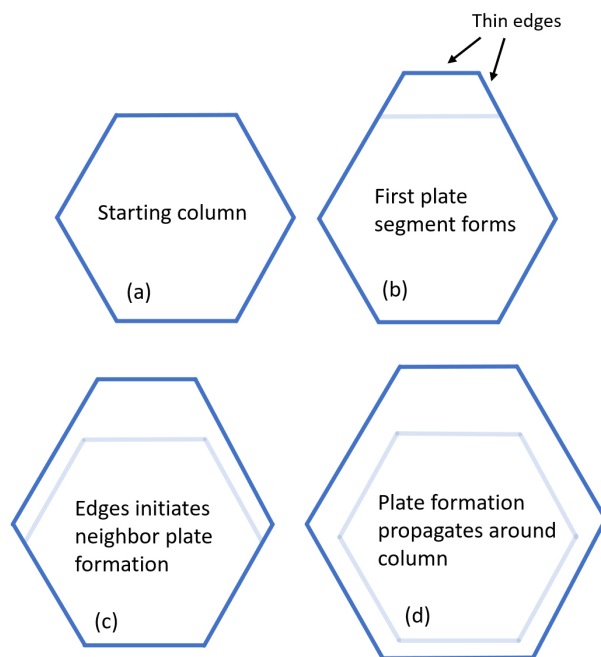 Thin edges
Starting column
(a)
First plate
segment forms
(b)
Edges initiates
neighbor plate
formation
(c)
Plate formation
propagates around
column
(d)